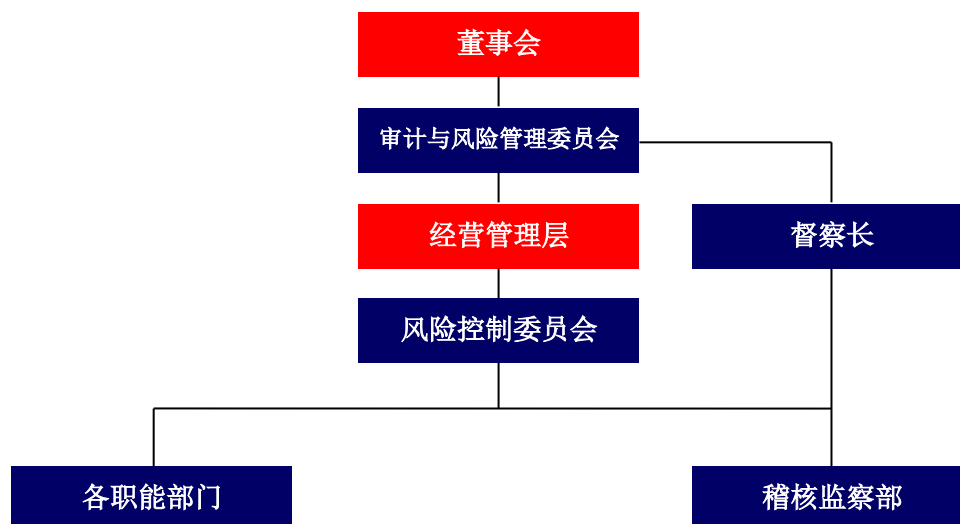 董事会
审计与风险管理委员会
经营管理层
督察长
风险控制委员会
各职能部门
稽核监察部